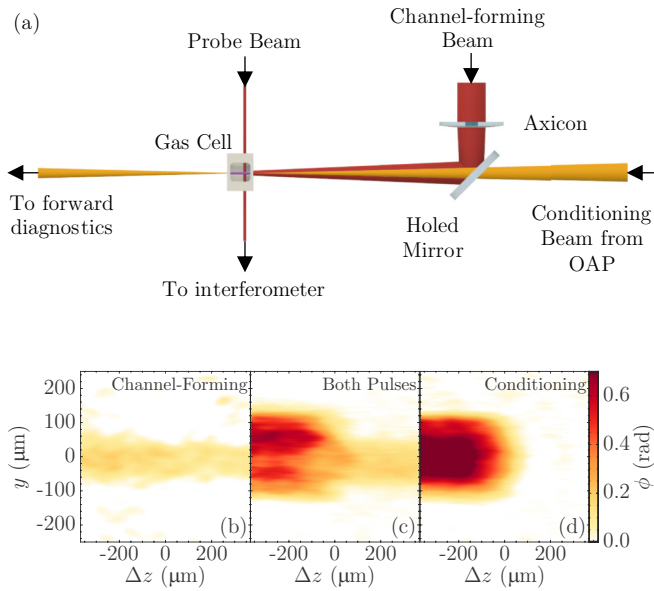 (a)
Channel-forming
Beam
Probe Beam
Axicon
Gas Cell
To forward
diagnostics
Holed
Mirror
Conditioning
Beam from
OAP
To interferometer
Channel-Forming
Both Pulses
Conditioning
200
100
0
-100
-200
y (μm)
(b)
(c)
(d)
0.6
0.4
0.2
0.0
ϕ (rad)
-200 0 200
-200 0 200
-200 0 200
Δz (μm)
Δz (μm)
Δz (μm)